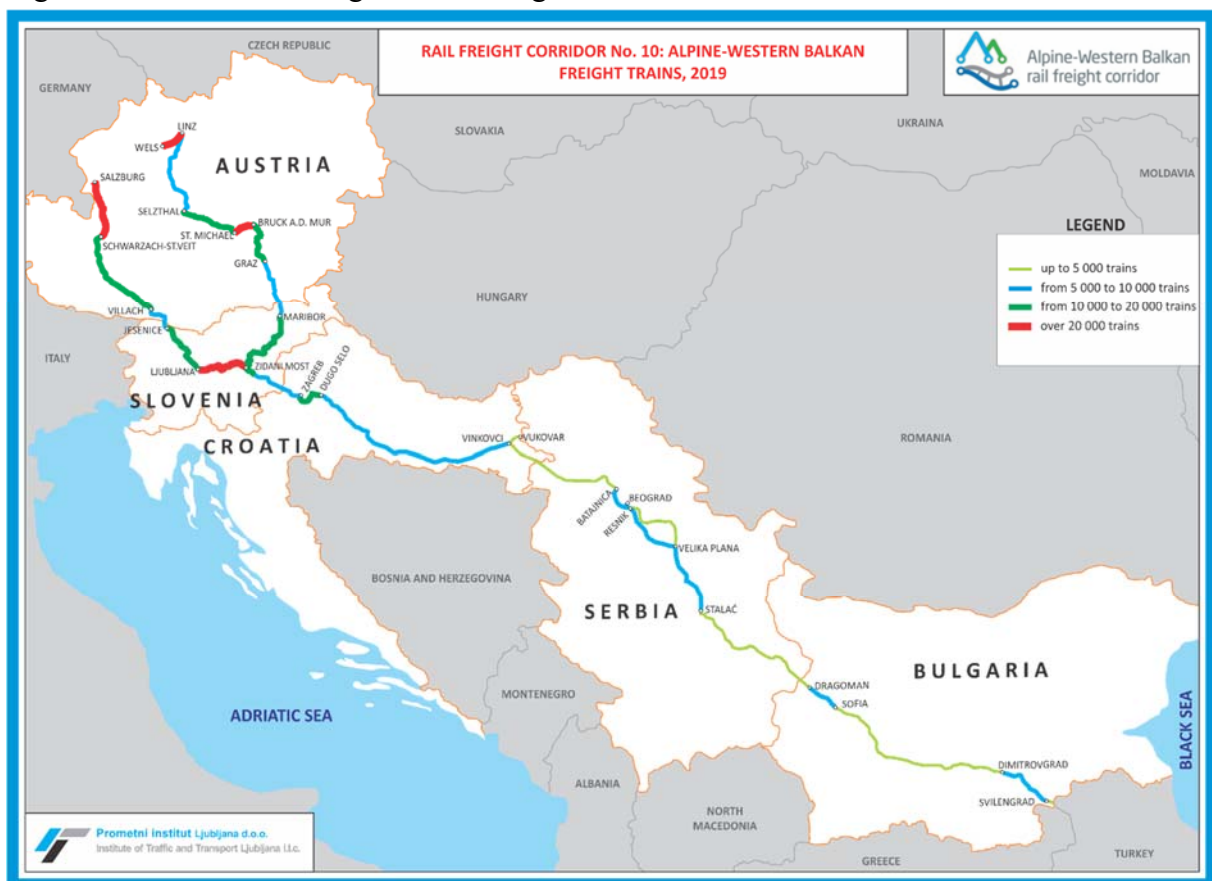 RAIL FREIGHT CORRIDOR No. 10: ALPINE-WESTERN BALKAN
FREIGHT TRAINS, 2019
Alpine-Western Balkan
rail freight corridor
CZECH REPUBLIC
GERMANY
SLOVAKIA
UKRAINA
MOLDAVIA
LINZ
WELS
AUSTRIA
SALZBURG
SELZTHAL
BRUCK A.D. MUR
ST. MICHAEL
SCHWARZACH-ST.VEIT
GRAZ
LEGEND
up to 5 000 trains
from 5 000 to 10 000 trains
from 10 000 to 20 000 trains
over 20 000 trains
HUNGARY
VILLACH
MARIBOR
JESENICE
ITALY
LJUBLJANA
ZIDANI MOST
ZAGREB
DUGO SELO
SLOVENIA
CROATIA
VINKOVCI
VUKOVAR
ROMANIA
BATAJNICA
BEOGRAD
RESNIK
VELIKA PLANA
BOSNIA AND HERZEGOVINA
SERBIA
STALAĆ
BULGARIA
MONTENEGRO
DRAGOMAN
SOFIA
ADRIATIC SEA
BLACK SEA
DIMITROVGRAD
ALBANIA
SVILENGRAD
NORTH
MACEDONIA
GREECE
TURKEY
Prometni institut Ljubljana d.o.o.
Institute of Traffic and Transport Ljubljana l.l.c.